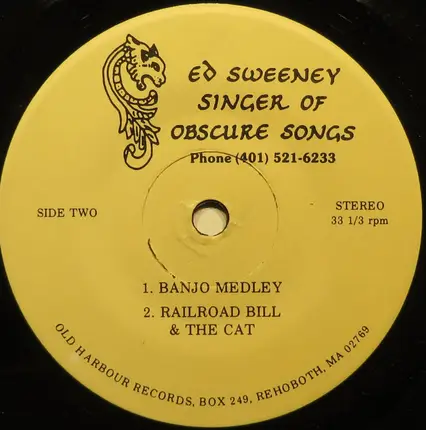 ED SWEENEY
SINGER OF
OBSCURE SONGS
Phone (401) 521-6233
SIDE TWO
STEREO
33 1/3 rpm
1. BANJO MEDLEY
2. RAILROAD BILL
& THE CAT
OLD HARBOUR RECORDS, BOX 249, REHOBOTH, MA 02769